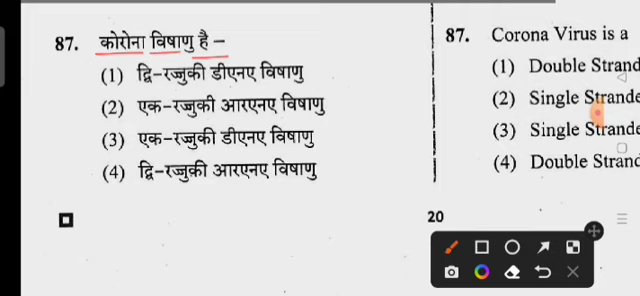 87. कोरोना विषाणु है –
(1) द्वि-रज्जुकी डीएनए विषाणु
(2) एक-रज्जुकी आरएनए विषाणु
(3) एक-रज्जुकी डीएनए विषाणु
(4) द्वि-रज्जुकी आरएनए विषाणु
87. Corona Virus is a
(1) Double Strand
(2) Single Strande
(3) Single Strande
(4) Double Strand
20